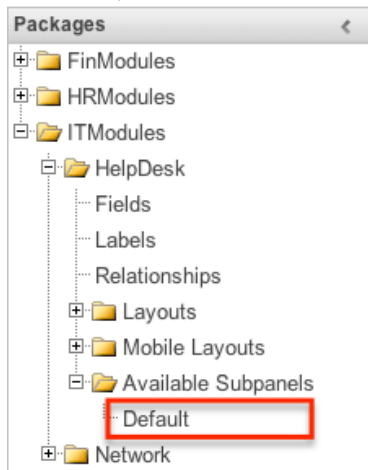 Packages
FinModules
HRModules
ITModules
HelpDesk
Fields
Labels
Relationships
Layouts
Mobile Layouts
Available Subpanels
Default
Network